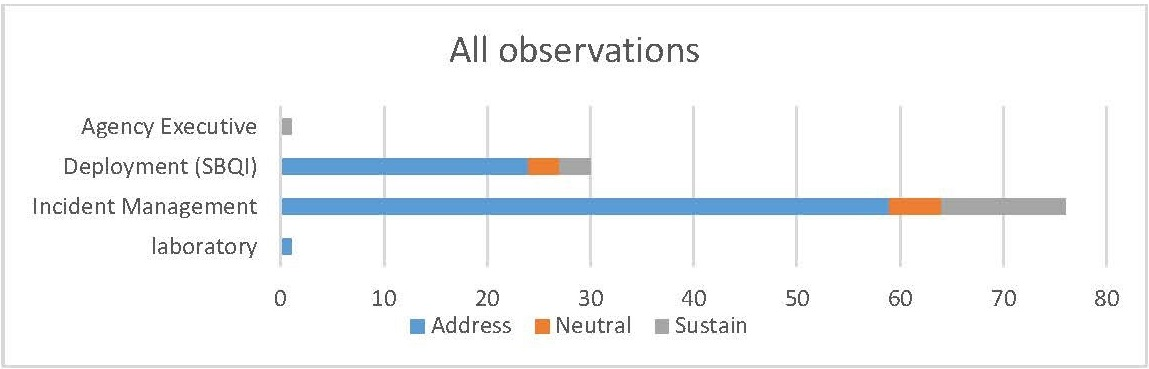 All observations
Agency Executive
Deployment (SBQI)
Incident Management
laboratory
0 10 20 30 40 50 60 70 80
Address Neutral Sustain